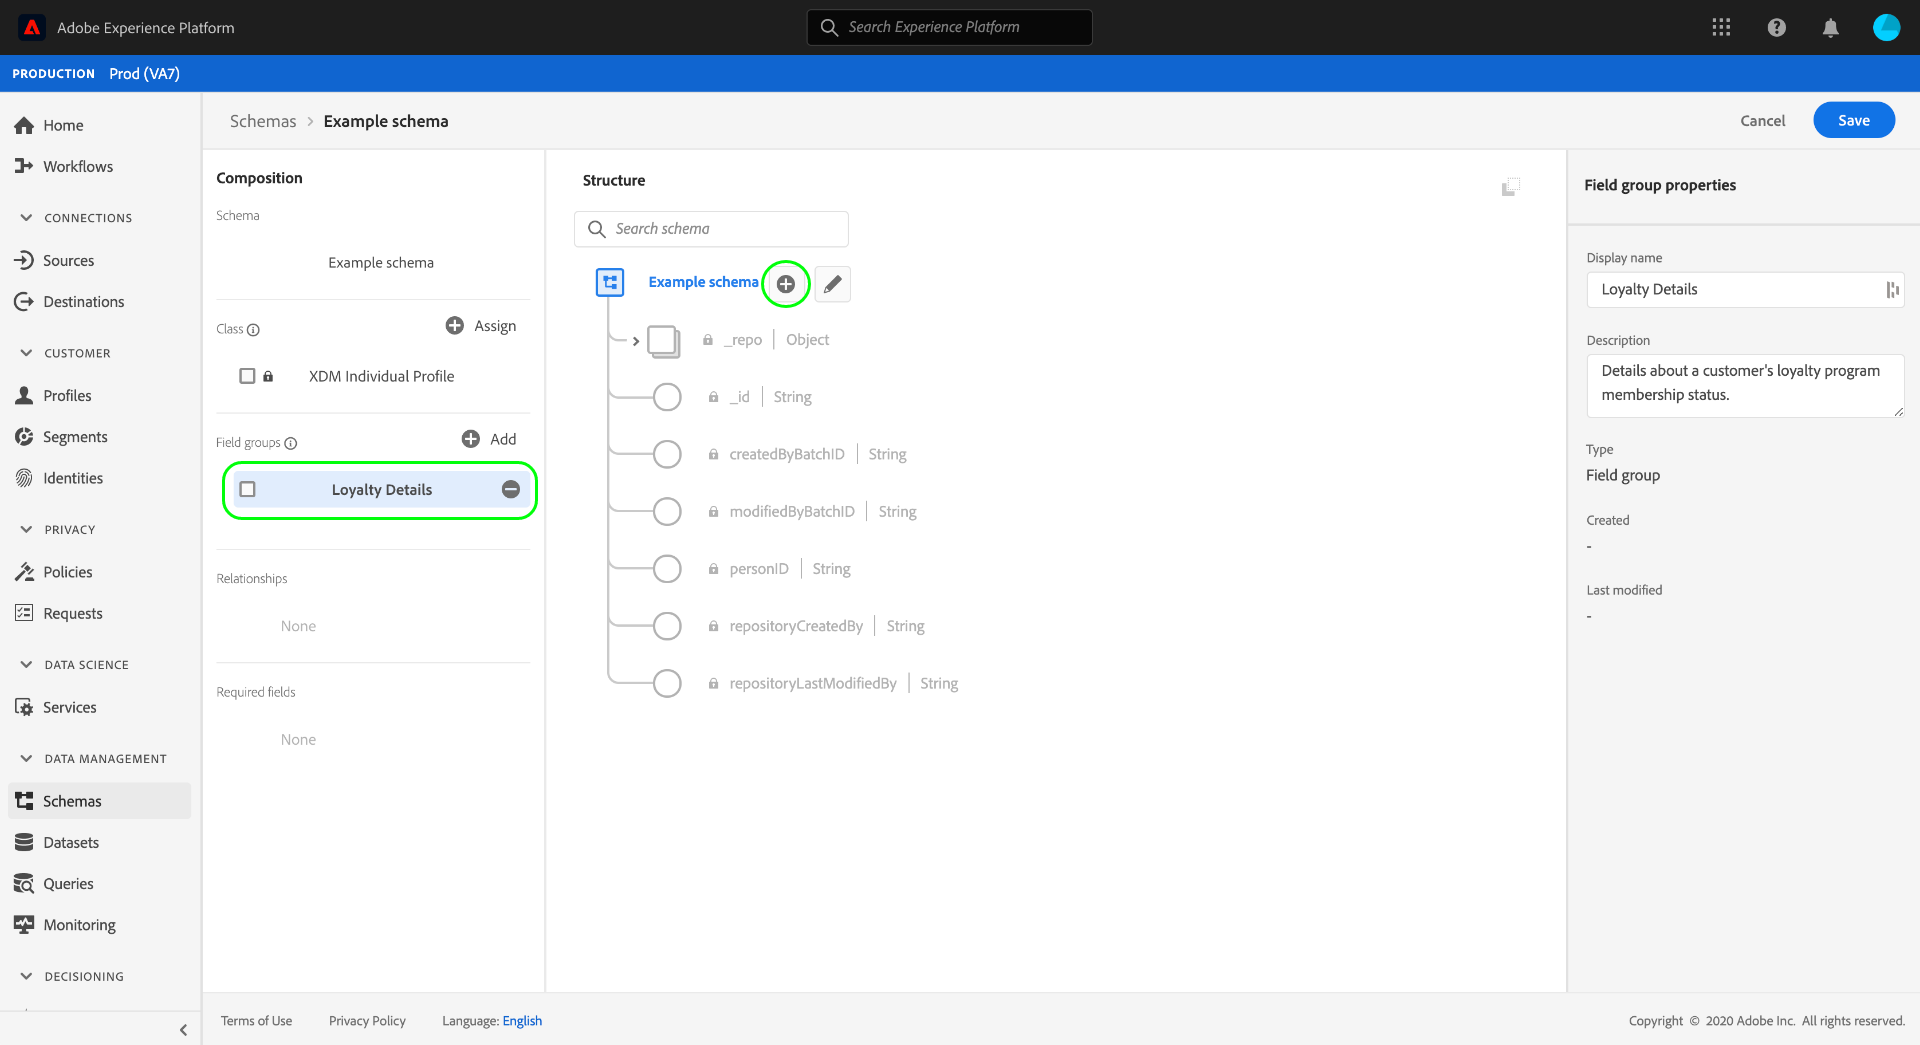 Adobe Experience Platform
Search Experience Platform
PRODUCTION Prod (VA7)
Home
Workflows
CONNECTIONS
Sources
Destinations
CUSTOMER
Profiles
Segments
Identities
PRIVACY
Policies
Requests
DATA SCIENCE
Services
DATA MANAGEMENT
Schemas
Datasets
Queries
Monitoring
DECISIONING
Schemas > Example schema
Cancel
Save
Composition
Schema
Example schema
Class
Assign
XDM Individual Profile
Field groups
Add
Loyalty Details
Relationships
None
Required fields
None
Structure
Search schema
Example schema
_repo | Object
_id | String
createdByBatchID | String
modifiedByBatchID | String
personID | String
repositoryCreatedBy | String
repositoryLastModifiedBy | String
Field group properties
Display name
Loyalty Details
Description
Details about a customer's loyalty program
membership status.
Type
Field group
Created
-
Last modified
-
Terms of Use
Privacy Policy
Language: English
Copyright © 2020 Adobe Inc. All rights reserved.